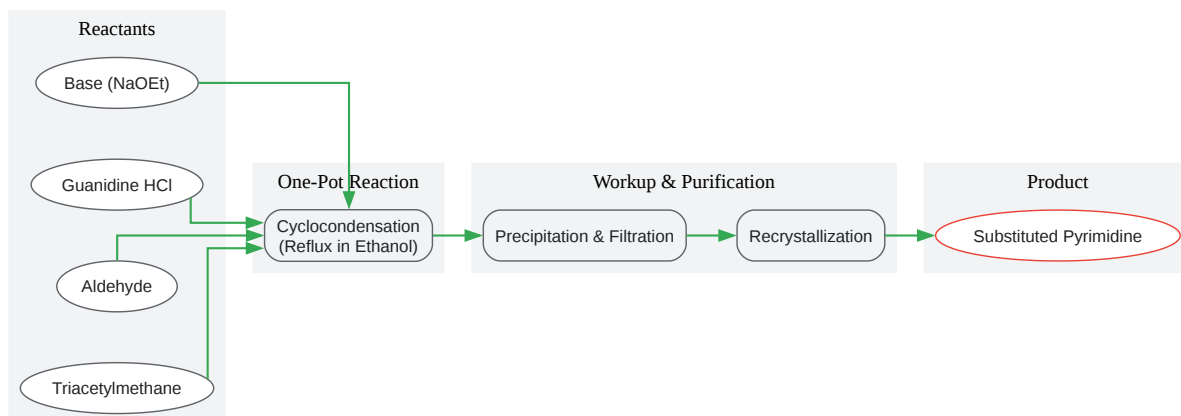 Reactants
Base (NaOEt)
Guanidine HCl
Aldehyde
Triacetylmethane
One-Pot Reaction
Cyclocondensation
(Reflux in Ethanol)
Workup & Purification
Precipitation & Filtration
Recrystallization
Product
Substituted Pyrimidine